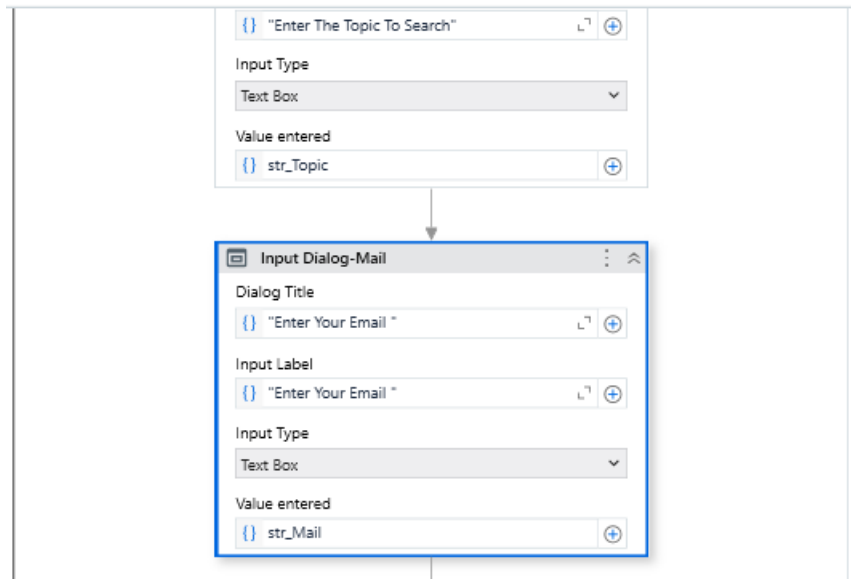 {} "Enter The Topic To Search"
Input Type
Text Box
Value entered
{} str_Topic
Input Dialog-Mail
Dialog Title
{} "Enter Your Email "
Input Label
{} "Enter Your Email "
Input Type
Text Box
Value entered
{} str_Mail